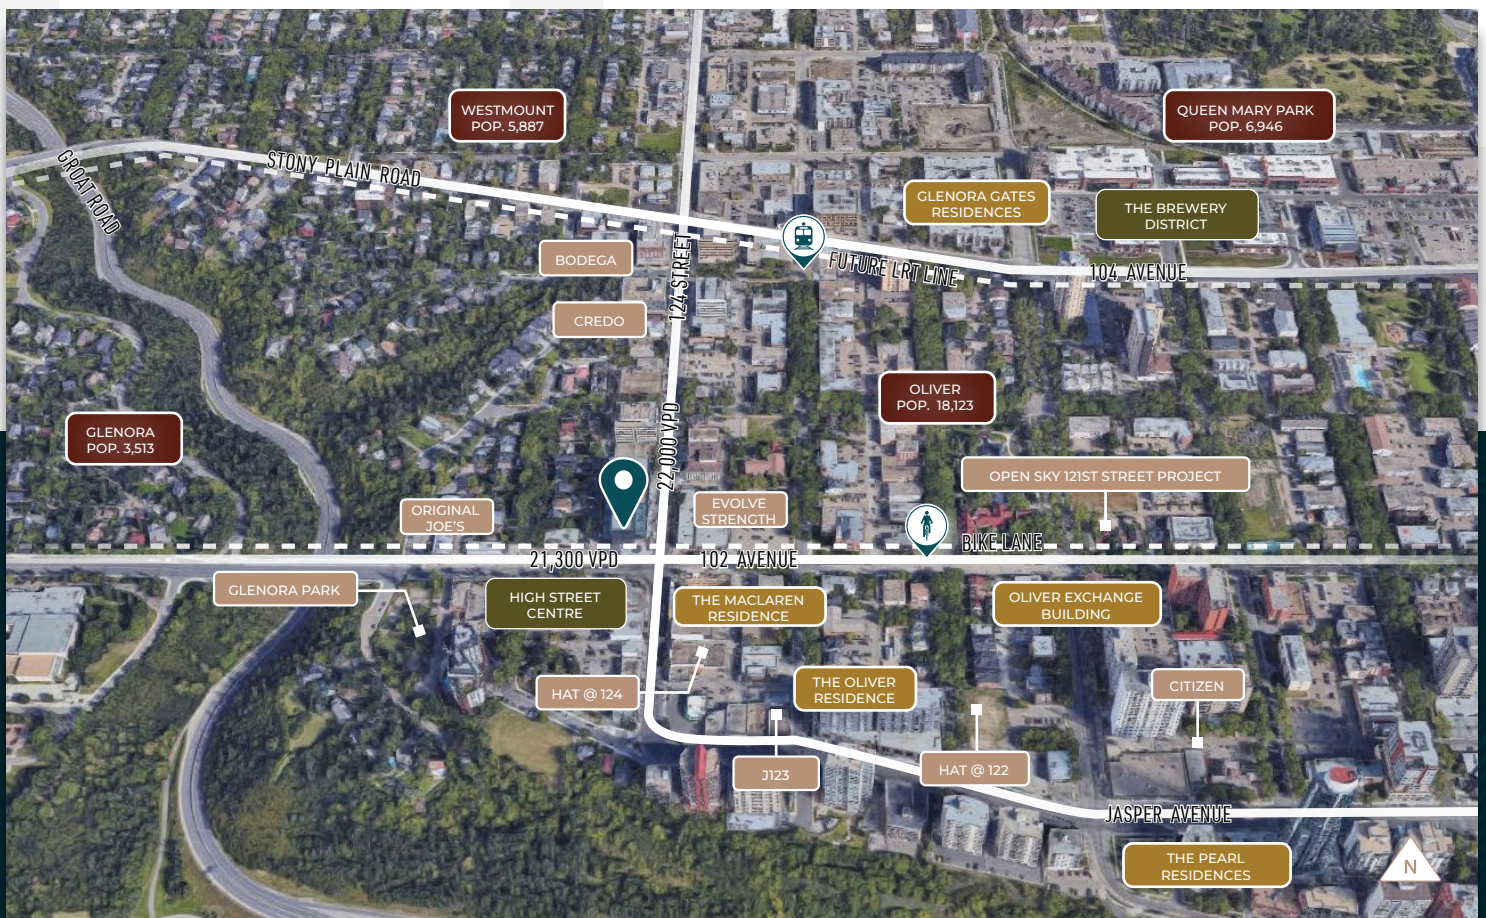 WESTMOUNT
POP. 5,887
QUEEN MARY PARK
POP. 6,946
GROAT ROAD
STONY PLAIN ROAD
GLENORA GATES
RESIDENCES
THE BREWERY
DISTRICT
BODEGA
124 STREET
FUTURE LRT LINE
104 AVENUE
CREDO
OLIVER
POP. 18,123
GLENORA
POP. 3,513
22,000 VPD
OPEN SKY 121ST STREET PROJECT
ORIGINAL
JOE'S
EVOLVE
STRENGTH
BIKE LANE
21,300 VPD
102 AVENUE
GLENORA PARK
HIGH STREET
CENTRE
THE MACLAREN
RESIDENCE
OLIVER EXCHANGE
BUILDING
HAT @ 124
THE OLIVER
RESIDENCE
CITIZEN
J123
HAT @ 122
JASPER AVENUE
THE PEARL
RESIDENCES
N